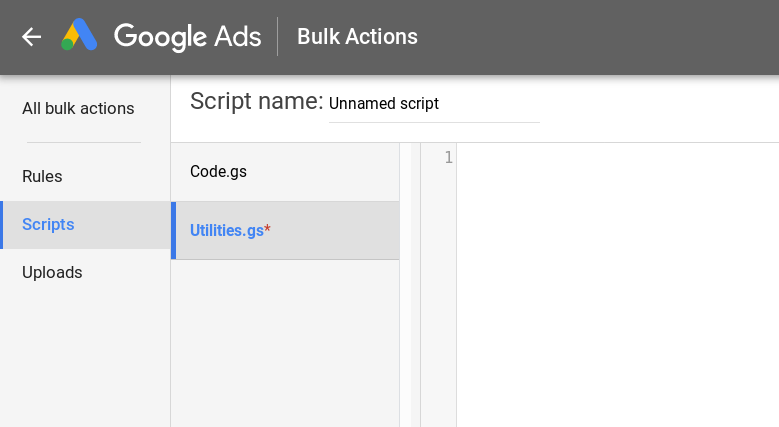 Google Ads
Bulk Actions
All bulk actions
Rules
Scripts
Uploads
Script name: Unnamed script
Code.gs
Utilities.gs*
1